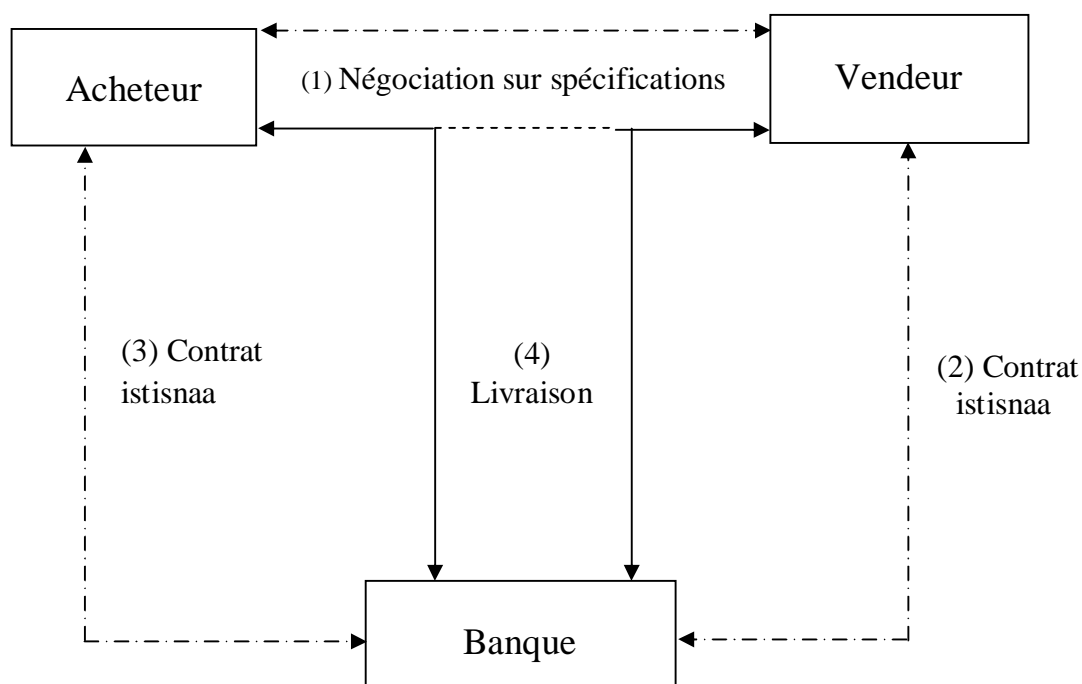 Acheteur
Vendeur
(1) Négociation sur spécifications
(3) Contrat
istisnaa
(4)
Livraison
(2) Contrat
istisnaa
Banque